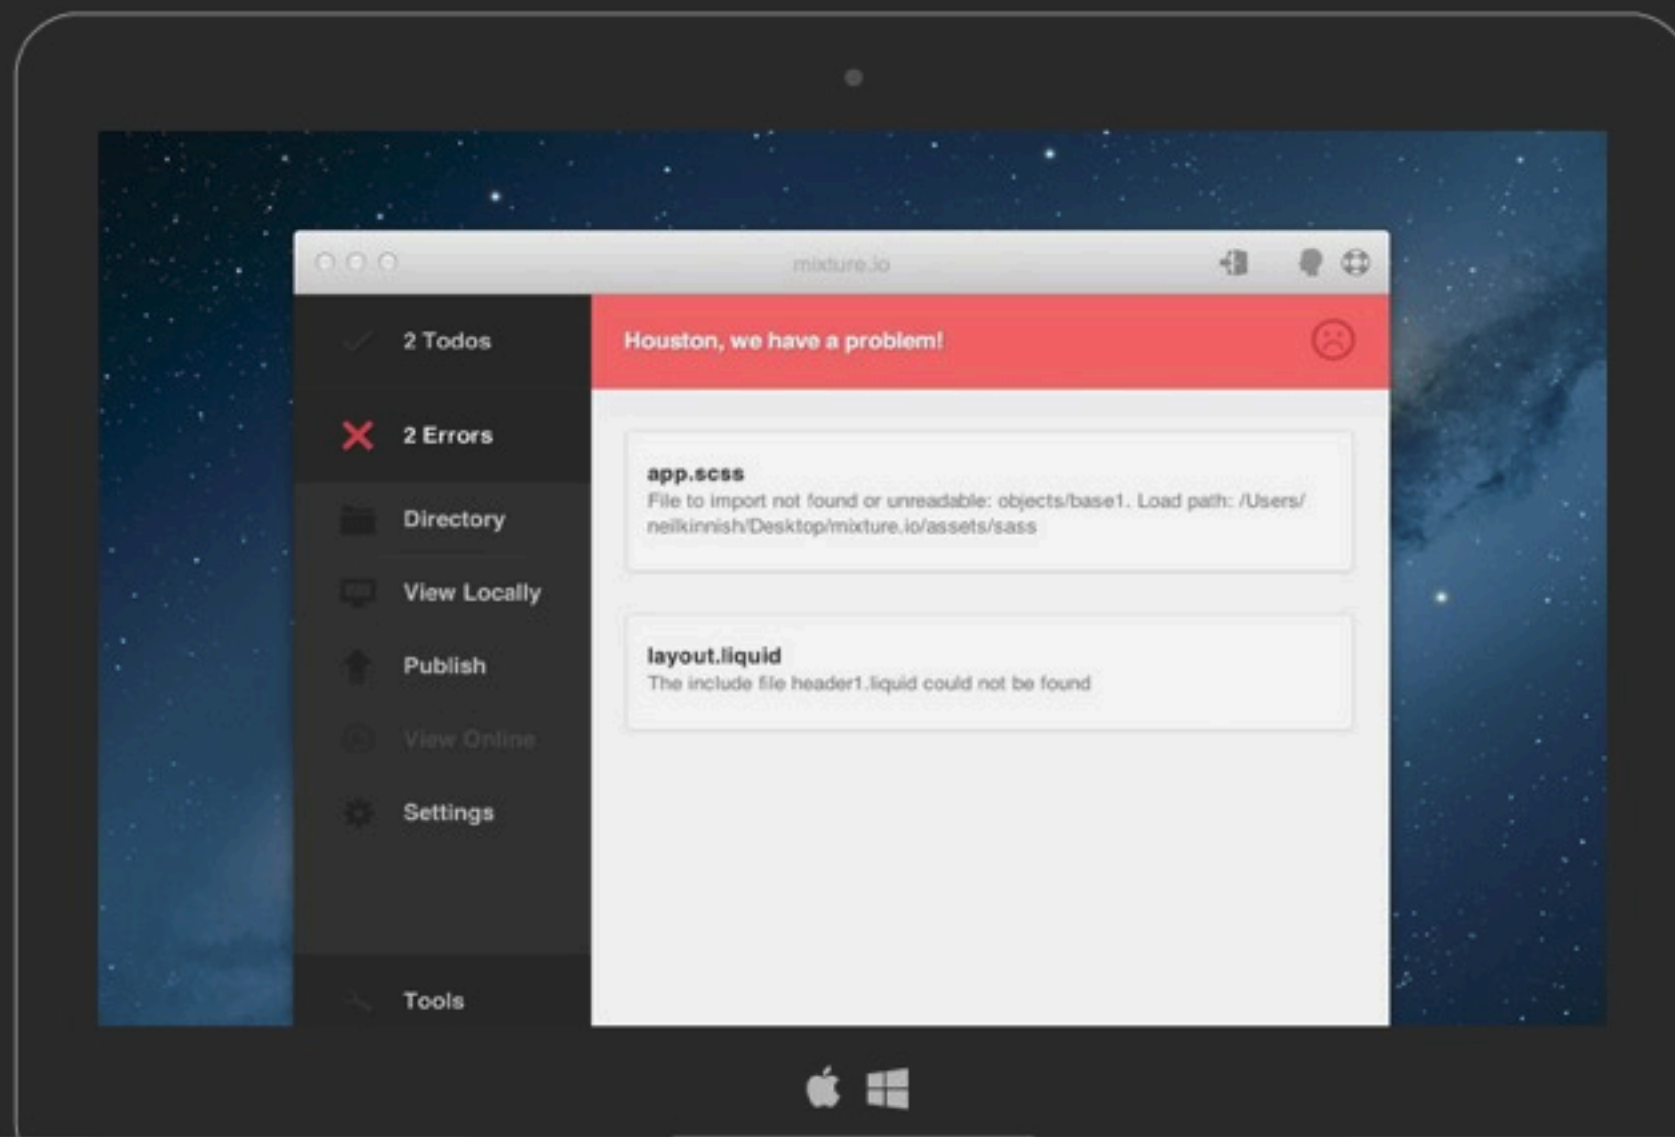 mixture.io
2 Todos
Houston, we have a problem!
2 Errors
app.scss
File to import not found or unreadable: objects/base1. Load path: /Users/
neilkinnish/Desktop/mixture.io/assets/sass
Directory
View Locally
layout.liquid
The include file header1.liquid could not be found
Publish
View Online
Settings
Tools